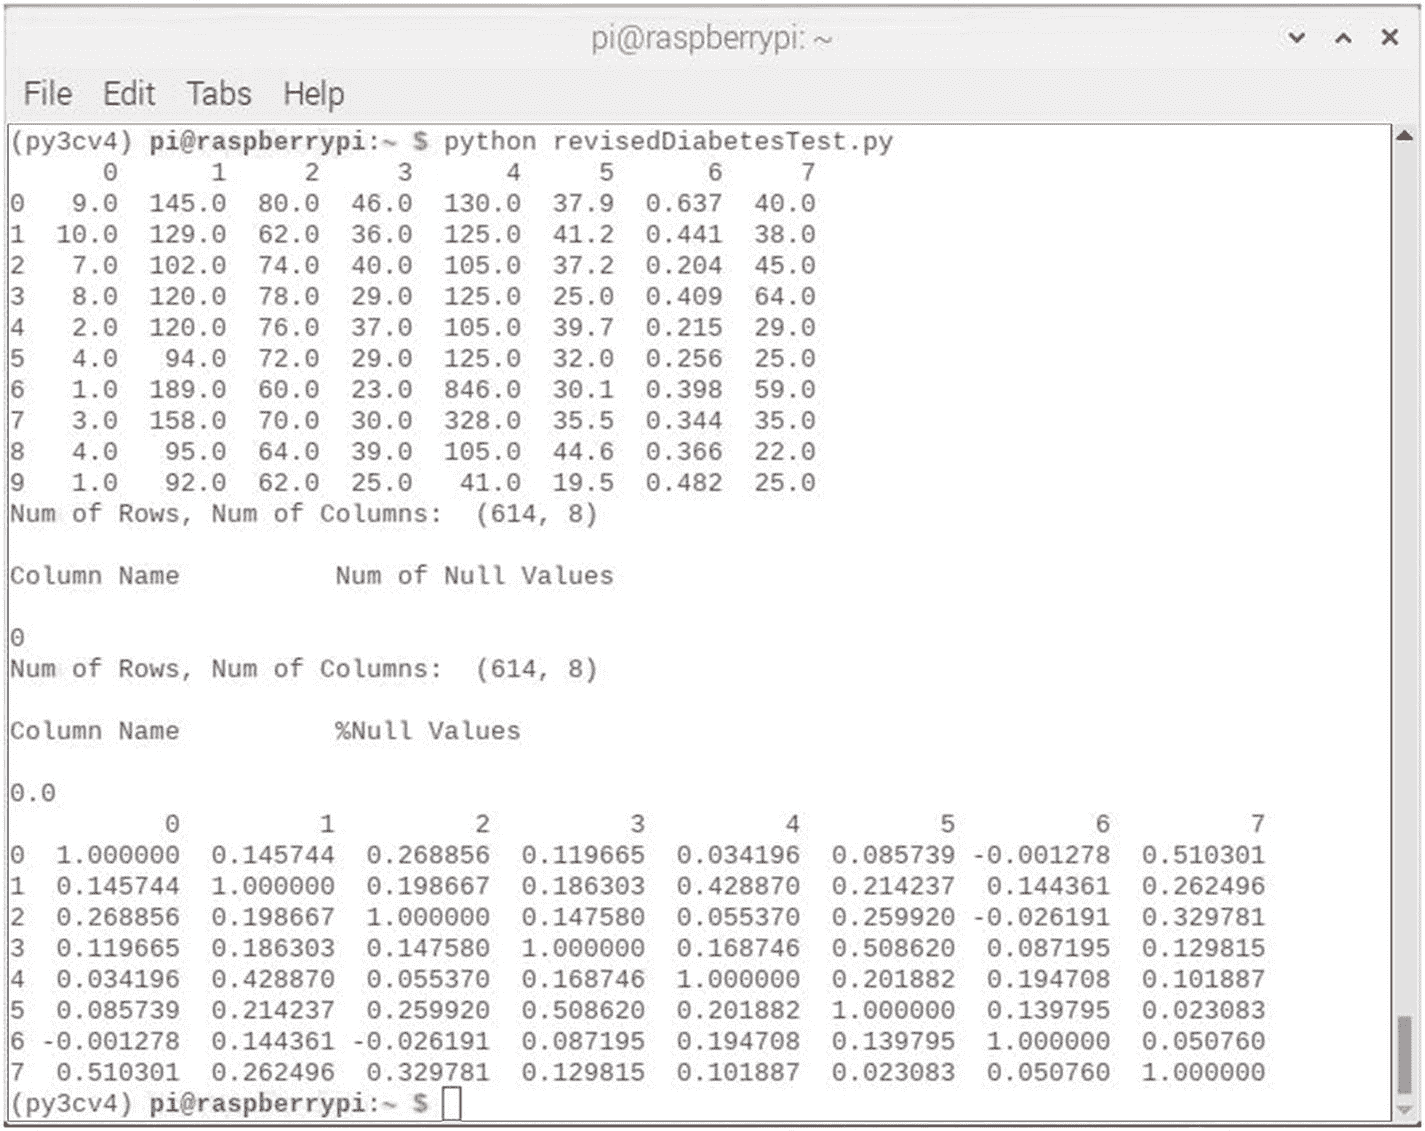 pi@raspberrypi: ~
File Edit Tabs Help
(py3cv4) pi@raspberrypi:~ $ python revisedDiabetesTest.py
      0      1     2     3      4     5      6     7
0   9.0  145.0  80.0  46.0  130.0  37.9  0.637  40.0
1  10.0  129.0  62.0  36.0  125.0  41.2  0.441  38.0
2   7.0  102.0  74.0  40.0  105.0  37.2  0.204  45.0
3   8.0  120.0  78.0  29.0  125.0  25.0  0.409  64.0
4   2.0  120.0  76.0  37.0  105.0  39.7  0.215  29.0
5   4.0   94.0  72.0  29.0  125.0  32.0  0.256  25.0
6   1.0  189.0  60.0  23.0  846.0  30.1  0.398  59.0
7   3.0  158.0  70.0  30.0  328.0  35.5  0.344  35.0
8   4.0   95.0  64.0  39.0  105.0  44.6  0.366  22.0
9   1.0   92.0  62.0  25.0   41.0  19.5  0.482  25.0
Num of Rows, Num of Columns:  (614, 8)
Column Name          Num of Null Values
0
Num of Rows, Num of Columns:  (614, 8)
Column Name          %Null Values
0.0
          0         1         2         3         4         5         6         7
0  1.000000  0.145744  0.268856  0.119665  0.034196  0.085739 -0.001278  0.510301
1  0.145744  1.000000  0.198667  0.186303  0.428870  0.214237  0.144361  0.262496
2  0.268856  0.198667  1.000000  0.147580  0.055370  0.259920 -0.026191  0.329781
3  0.119665  0.186303  0.147580  1.000000  0.168746  0.508620  0.087195  0.129815
4  0.034196  0.428870  0.055370  0.168746  1.000000  0.201882  0.194708  0.101887
5  0.085739  0.214237  0.259920  0.508620  0.201882  1.000000  0.139795  0.023083
6 -0.001278  0.144361 -0.026191  0.087195  0.194708  0.139795  1.000000  0.050760
7  0.510301  0.262496  0.329781  0.129815  0.101887  0.023083  0.050760  1.000000
(py3cv4) pi@raspberrypi:~ $